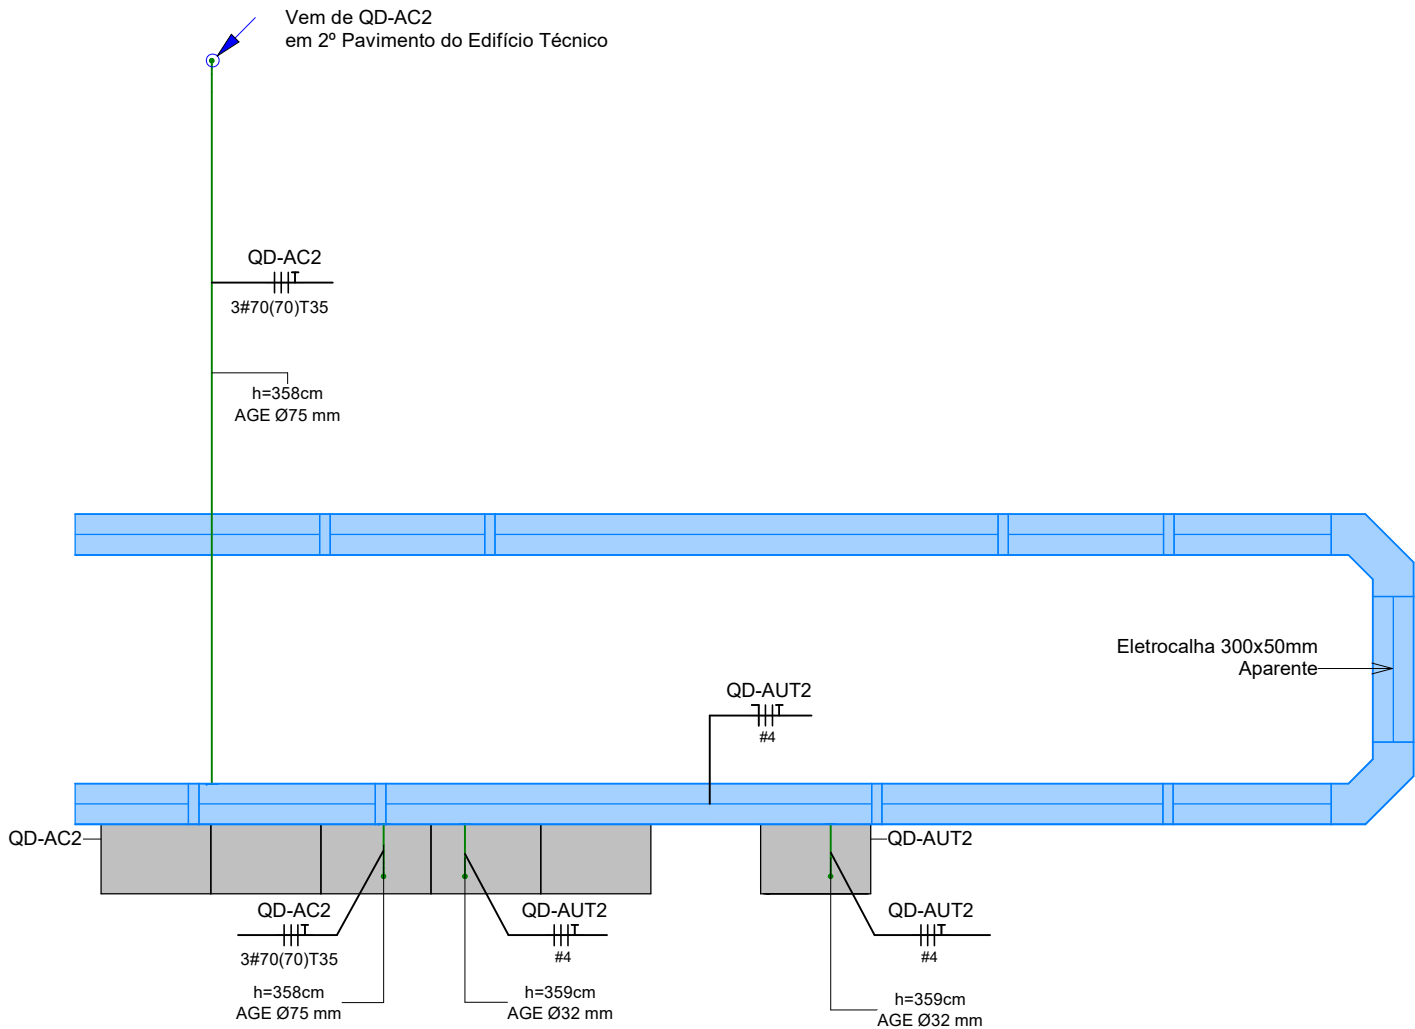 Vem de QD-AC2
em 2º Pavimento do Edifício Técnico
QD-AC2
3#70(70)T35
h=358cm
AGE Ø75 mm
Eletrocalha 300x50mm
Aparente
QD-AUT2
#4
QD-AC2
QD-AUT2
QD-AC2
3#70(70)T35
QD-AUT2
#4
QD-AUT2
#4
h=358cm
AGE Ø75 mm
h=359cm
AGE Ø32 mm
h=359cm
AGE Ø32 mm